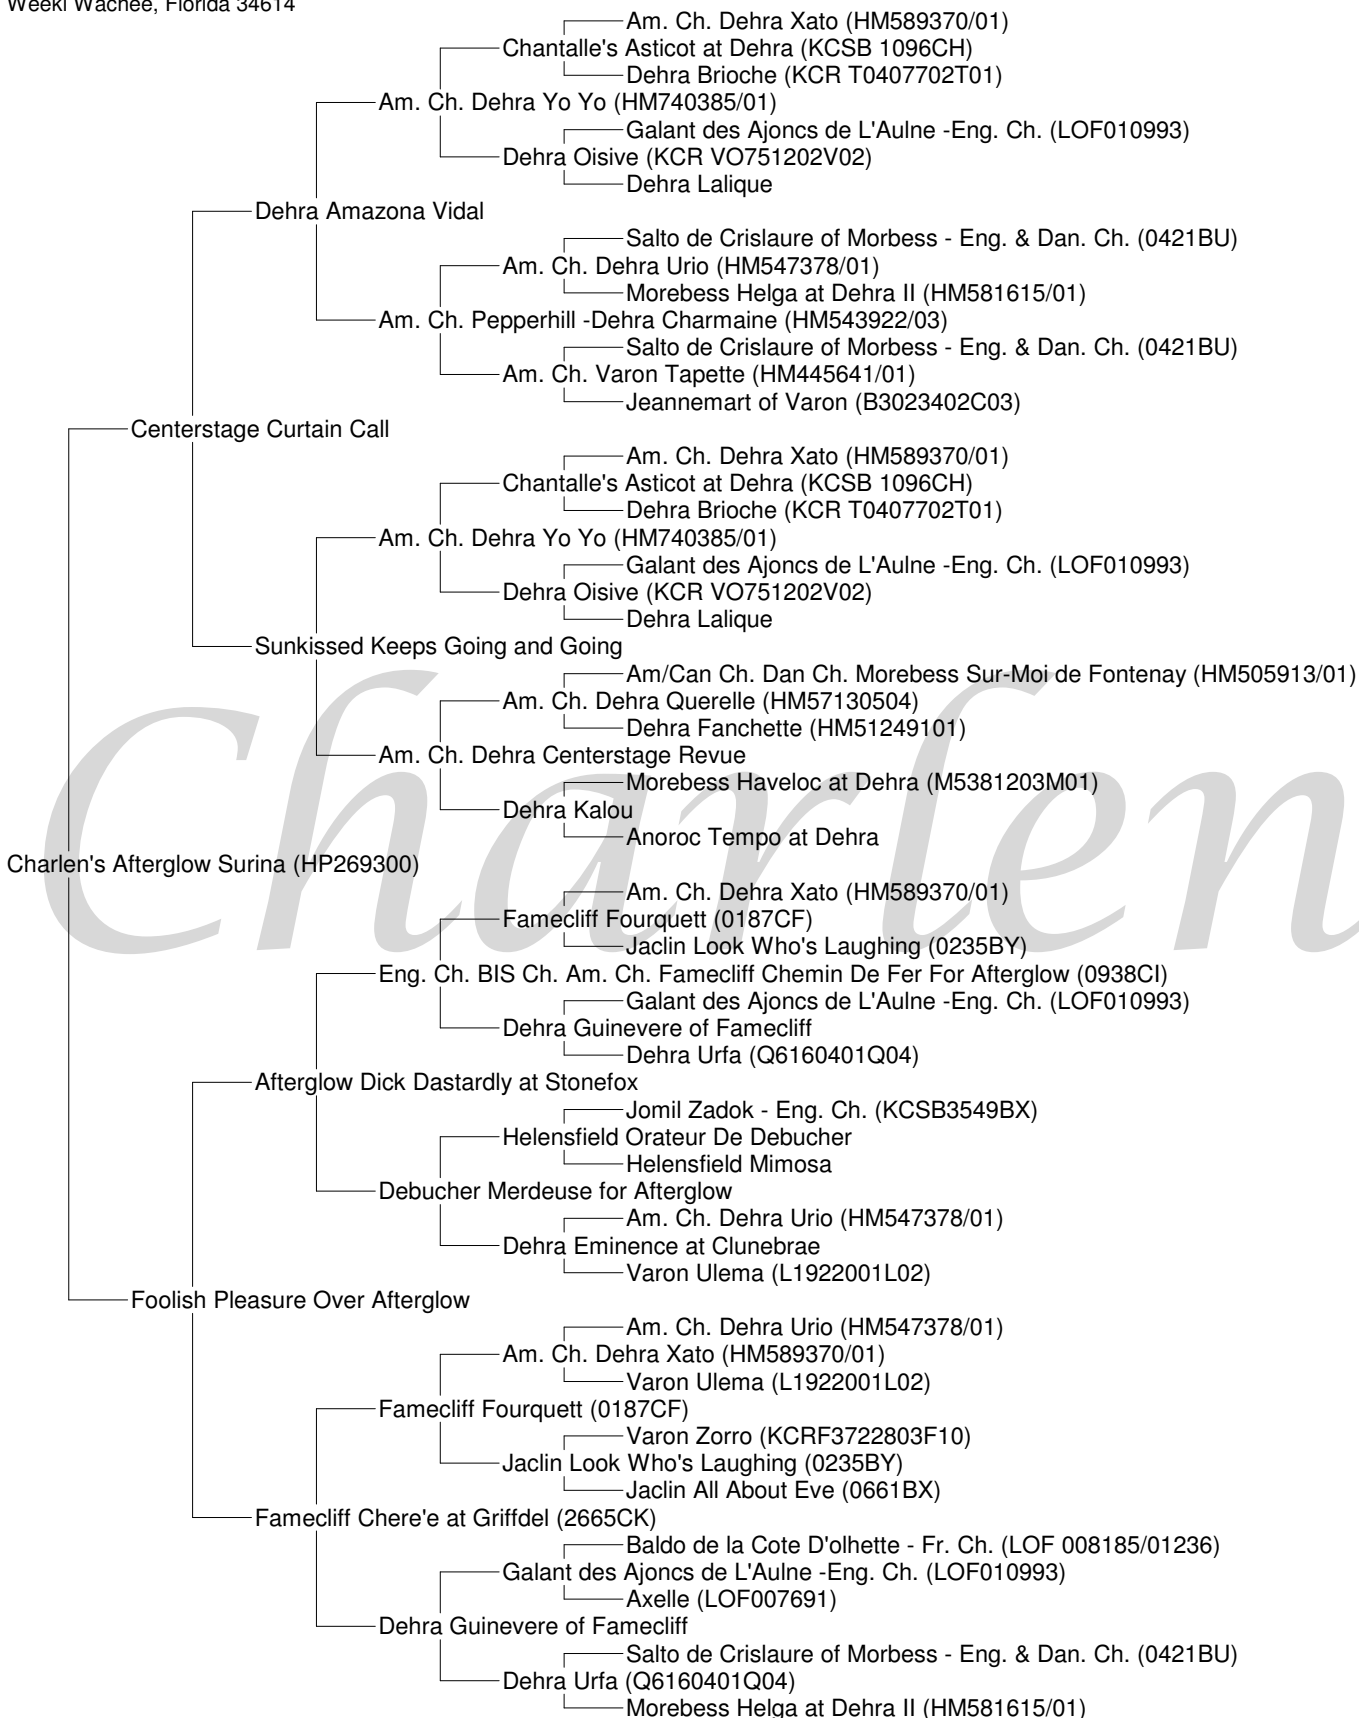 Weeki Wachee, Florida 34614
Am. Ch. Dehra Xato (HM589370/01)
Chantalle's Asticot at Dehra (KCSB 1096CH)
Dehra Brioche (KCR T0407702T01)
Am. Ch. Dehra Yo Yo (HM740385/01)
Galant des Ajoncs de L'Aulne -Eng. Ch. (LOF010993)
Dehra Oisive (KCR VO751202V02)
Dehra Lalique
Dehra Amazona Vidal
Salto de Crislaure of Morbess - Eng. & Dan. Ch. (0421BU)
Am. Ch. Dehra Urio (HM547378/01)
Morebess Helga at Dehra II (HM581615/01)
Am. Ch. Pepperhill -Dehra Charmaine (HM543922/03)
Salto de Crislaure of Morbess - Eng. & Dan. Ch. (0421BU)
Am. Ch. Varon Tapette (HM445641/01)
Jeannemart of Varon (B3023402C03)
Centerstage Curtain Call
Am. Ch. Dehra Xato (HM589370/01)
Chantalle's Asticot at Dehra (KCSB 1096CH)
Dehra Brioche (KCR T0407702T01)
Am. Ch. Dehra Yo Yo (HM740385/01)
Galant des Ajoncs de L'Aulne -Eng. Ch. (LOF010993)
Dehra Oisive (KCR VO751202V02)
Dehra Lalique
Sunkissed Keeps Going and Going
Am/Can Ch. Dan Ch. Morebess Sur-Moi de Fontenay (HM505913/01)
Am. Ch. Dehra Querelle (HM57130504)
Dehra Fanchette (HM51249101)
Am. Ch. Dehra Centerstage Revue
Morebess Haveloc at Dehra (M5381203M01)
Dehra Kalou
Anoroc Tempo at Dehra
Charlen
Charlen's Afterglow Surina (HP269300)
Am. Ch. Dehra Xato (HM589370/01)
Famecliff Fourquett (0187CF)
Jaclin Look Who's Laughing (0235BY)
Eng. Ch. BIS Ch. Am. Ch. Famecliff Chemin De Fer For Afterglow (0938CI)
Galant des Ajoncs de L'Aulne -Eng. Ch. (LOF010993)
Dehra Guinevere of Famecliff
Dehra Urfa (Q6160401Q04)
Afterglow Dick Dastardly at Stonefox
Jomil Zadok - Eng. Ch. (KCSB3549BX)
Helensfield Orateur De Debucher
Helensfield Mimosa
Debucher Merdeuse for Afterglow
Am. Ch. Dehra Urio (HM547378/01)
Dehra Eminence at Clunebrae
Varon Ulema (L1922001L02)
Foolish Pleasure Over Afterglow
Am. Ch. Dehra Urio (HM547378/01)
Am. Ch. Dehra Xato (HM589370/01)
Varon Ulema (L1922001L02)
Famecliff Fourquett (0187CF)
Varon Zorro (KCRF3722803F10)
Jaclin Look Who's Laughing (0235BY)
Jaclin All About Eve (0661BX)
Famecliff Chere'e at Griffdel (2665CK)
Baldo de la Cote D'olhette - Fr. Ch. (LOF 008185/01236)
Galant des Ajoncs de L'Aulne -Eng. Ch. (LOF010993)
Axelle (LOF007691)
Dehra Guinevere of Famecliff
Salto de Crislaure of Morbess - Eng. & Dan. Ch. (0421BU)
Dehra Urfa (Q6160401Q04)
Morebess Helga at Dehra II (HM581615/01)